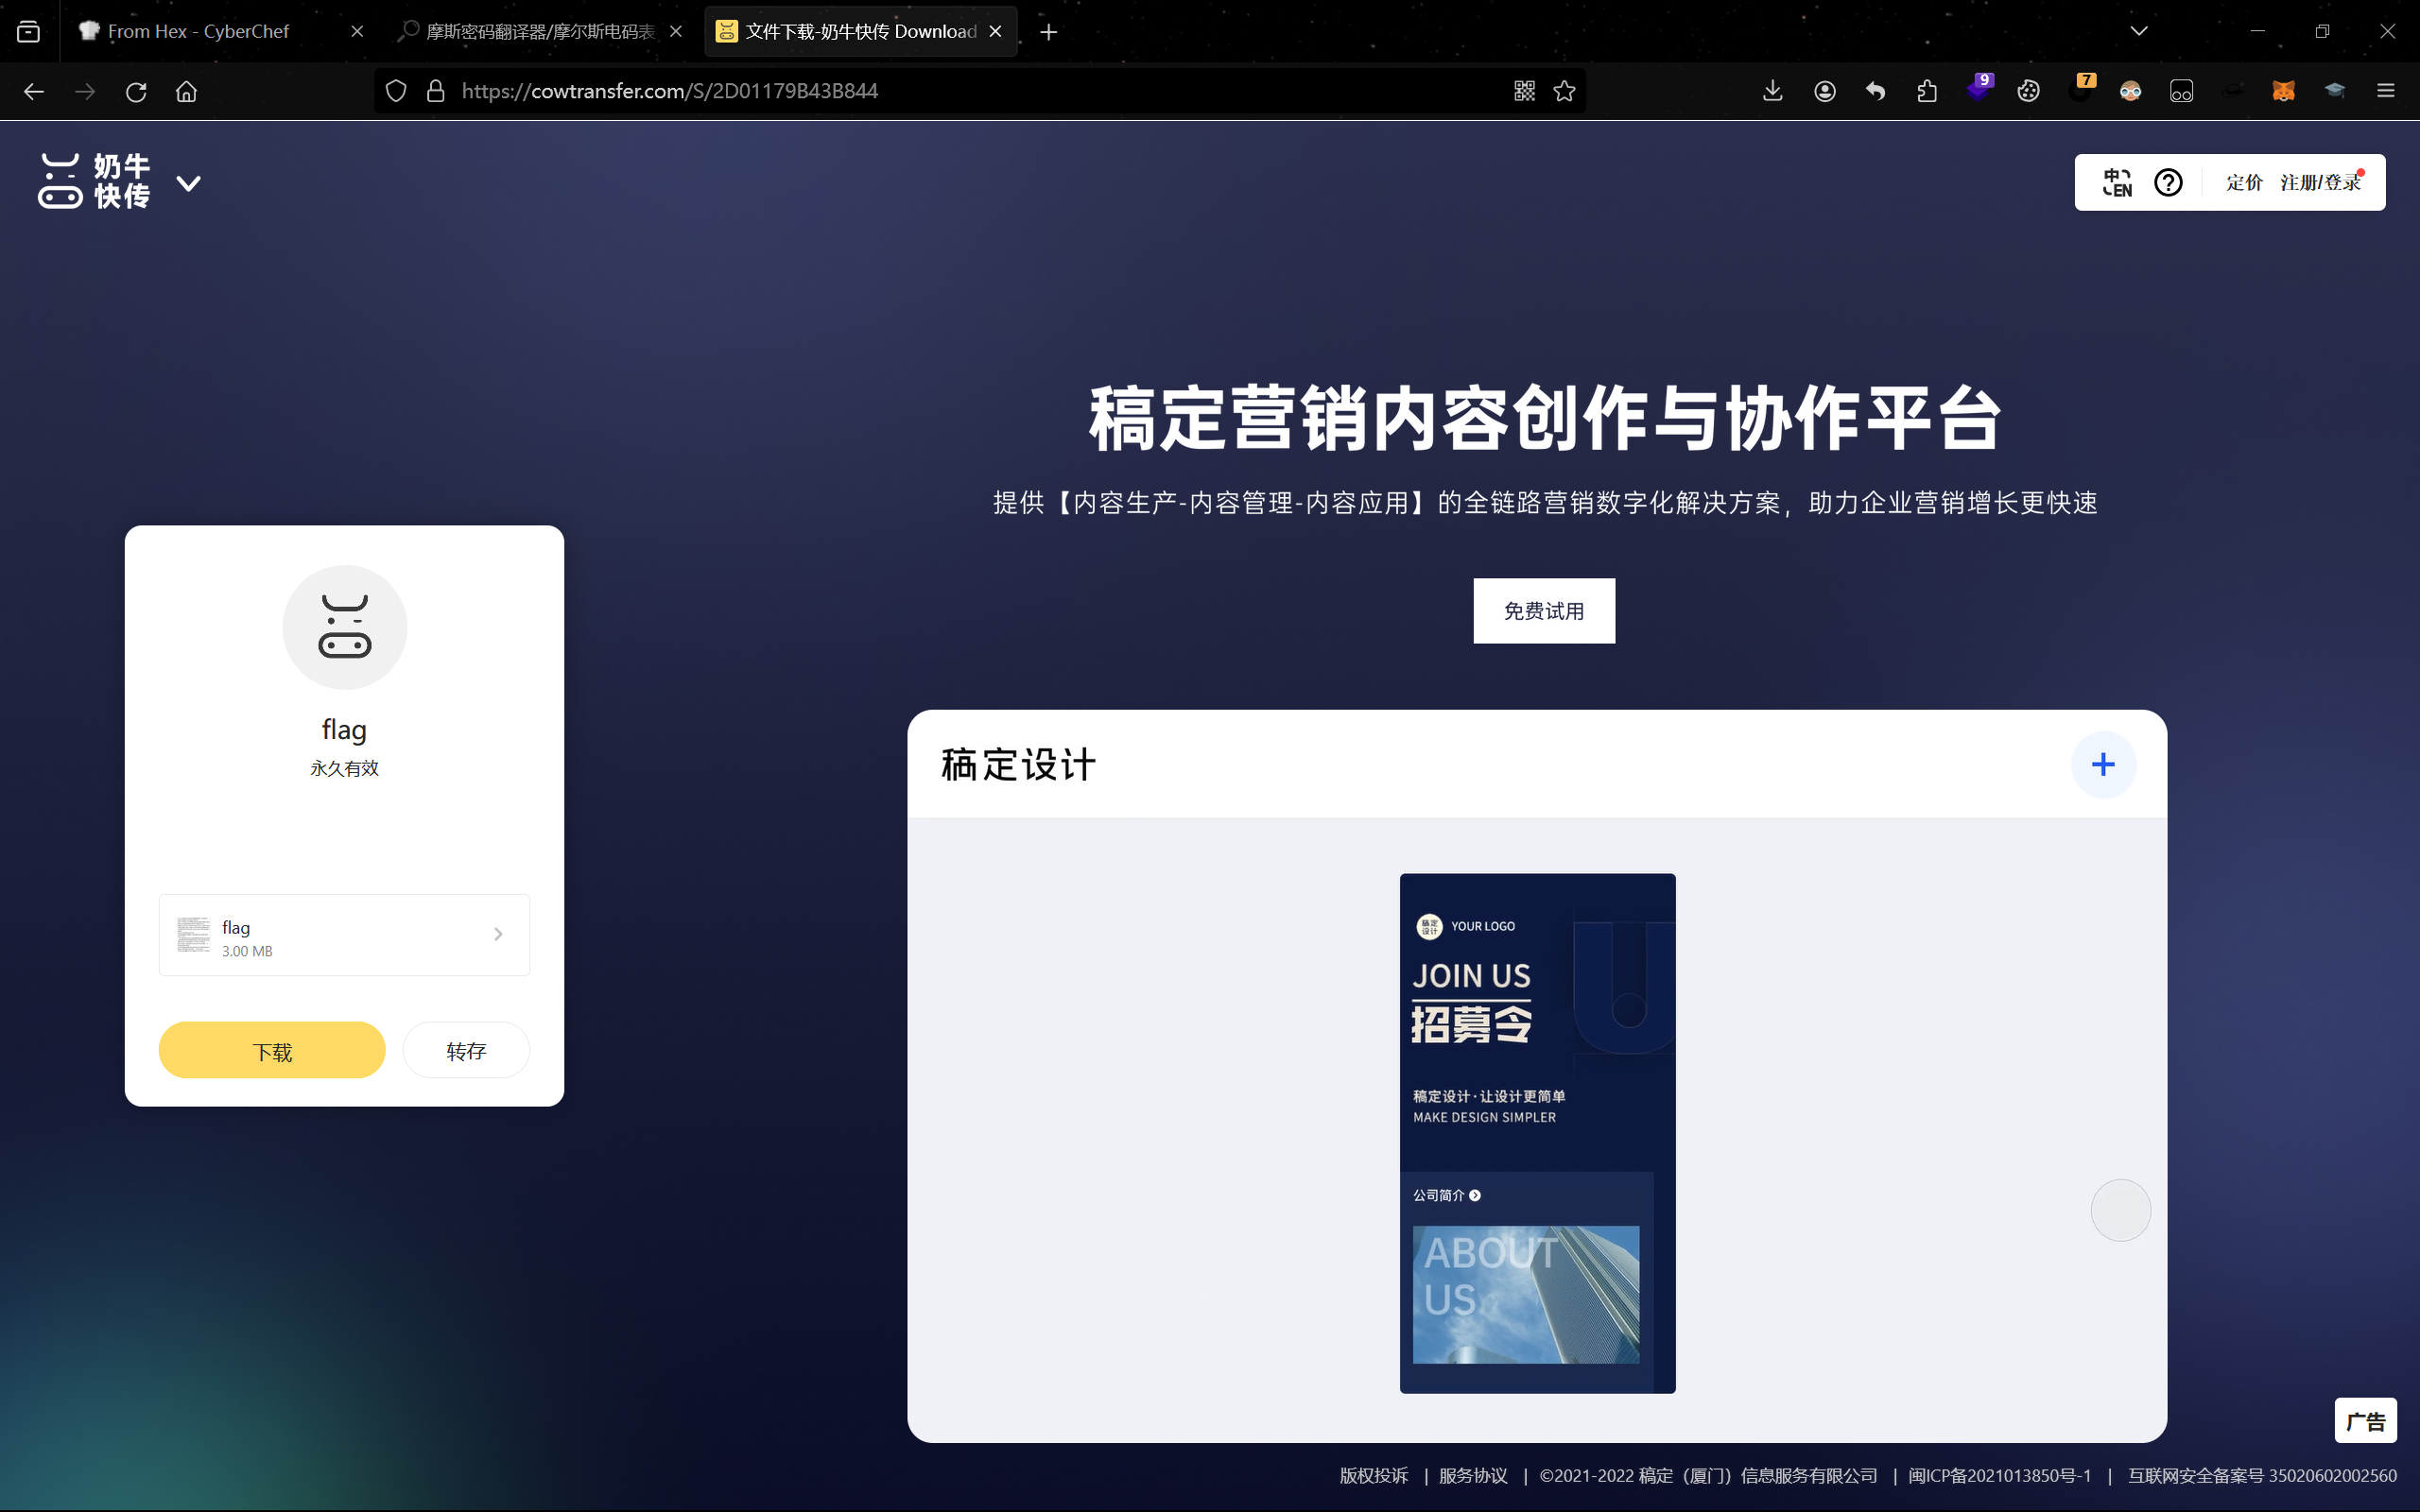 From Hex - CyberChef
摩斯密码翻译器/摩尔斯电码表
文件下载-奶牛快传 Download
https://cowtransfer.com/S/2D01179B43B844
9
7
奶牛
快传
中
EN
定价 注册/登录
稿定营销内容创作与协作平台
提供【内容生产-内容管理-内容应用】的全链路营销数字化解决方案，助力企业营销增长更快速
免费试用
flag
永久有效
flag
3.00 MB
下载 转存
稿定设计
稿定
设计
YOUR LOGO
JOIN US
招募令
稿定设计·让设计更简单
MAKE DESIGN SIMPLER
公司简介
ABOUT
US
广告
版权投诉 | 服务协议 | ©2021-2022 稿定（厦门）信息服务有限公司 | 闽ICP备2021013850号-1 | 互联网安全备案号 35020602002560